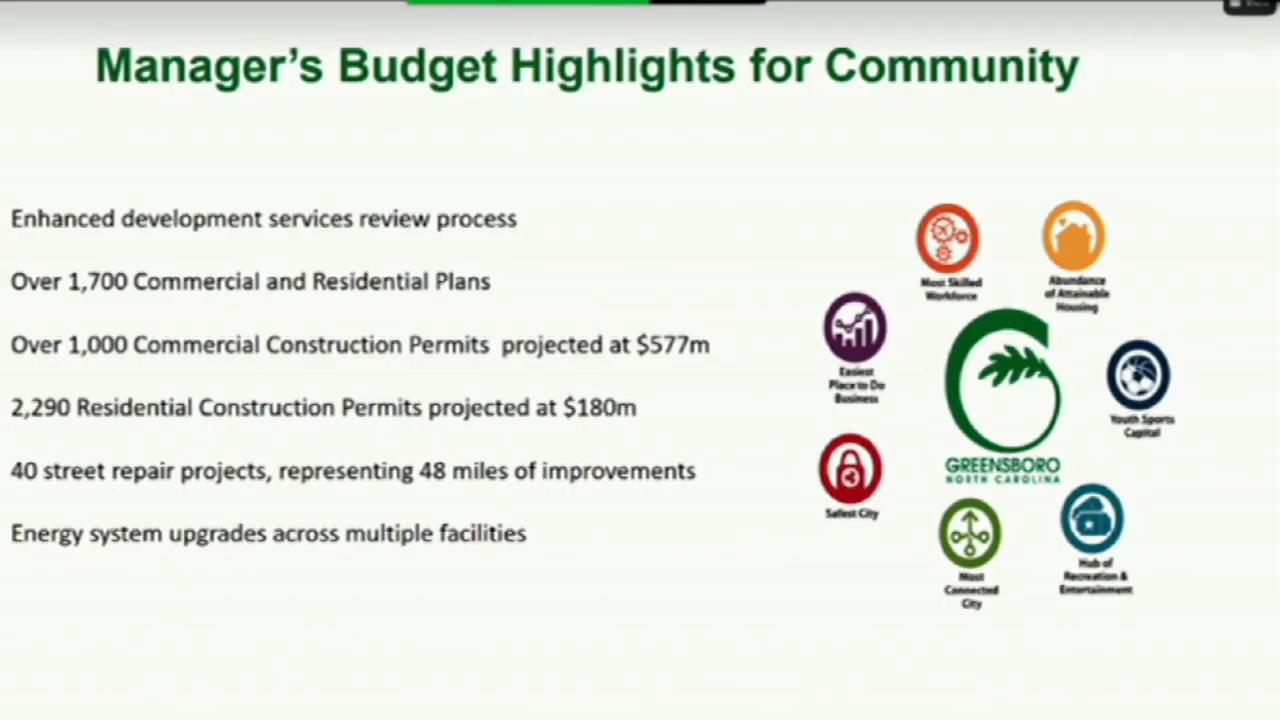 Manager's Budget Highlights for Community
Enhanced development services review process
Over 1,700 Commercial and Residential Plans
Over 1,000 Commercial Construction Permits projected at $577m
2,290 Residential Construction Permits projected at $180m
40 street repair projects, representing 48 miles of improvements
Energy system upgrades across multiple facilities
Most Skilled
Workforce
Abundance
of Attainable
Housing
Easiest
Place to Do
Business
Youth Sports
Capital
GREENSBORO
NORTH CAROLINA
Safest City
Most
Connected
City
Hub of
Recreation &
Entertainment